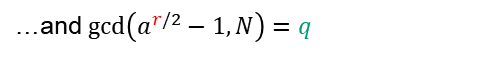 …and gcd(a^{r/2} − 1, N) = q